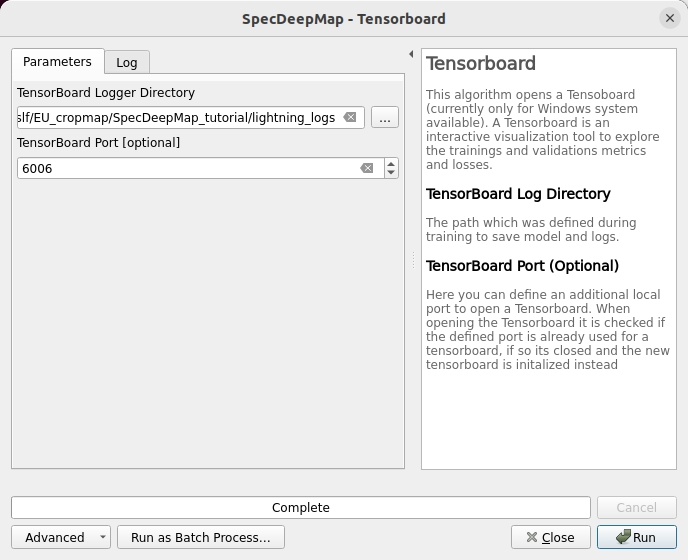 SpecDeepMap - Tensorboard
Parameters
Log
TensorBoard Logger Directory
slf/EU_cropmap/SpecDeepMap_tutorial/lightning_logs
...
TensorBoard Port [optional]
6006
Tensorboard
This algorithm opens a Tensoboard
(currently only for Windows system
available). A Tensorboard is an
interactive visualization tool to explore
the trainings and validations metrics
and losses.
TensorBoard Log Directory
The path which was defined during
training to save model and logs.
TensorBoard Port (Optional)
Here you can define an additional local
port to open a Tensorboard. When
opening the Tensorboard it is checked if
the defined port is already used for a
tensorboard, if so its closed and the new
tensorboard is initalized instead
Complete
Cancel
Advanced
Run as Batch Process...
Close
Run